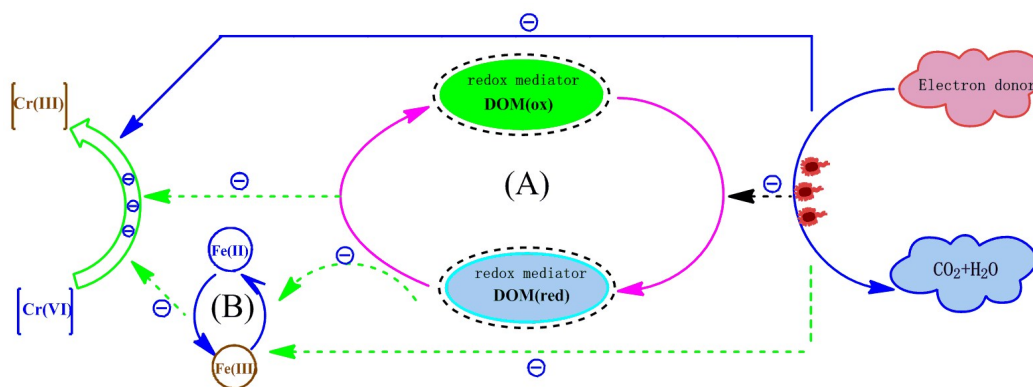 ⊖
redox mediator
DOM(ox)
Electron donor
[Cr(III)]
(A)
⊖
⊖
⊖
⊖
⊖
Fe(II)
⊖
redox mediator
DOM(red)
CO₂+H₂O
[Cr(VI)]
⊖
(B)
Fe(III)
⊖